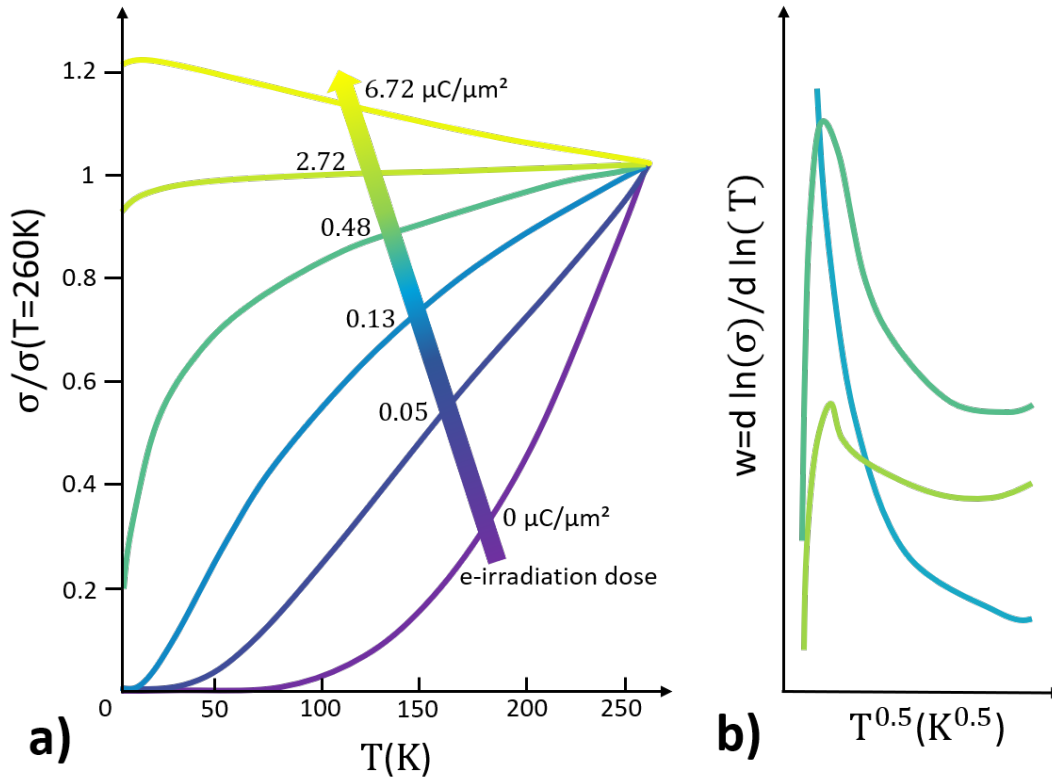 σ/σ(T=260K)
1.2
1
0.8
0.6
0.4
0.2
0
50
100
150
200
250
T(K)
6.72 μC/μm²
2.72
0.48
0.13
0.05
0 μC/μm²
e-irradiation dose
a)
w=d ln(σ)/d ln( T)
T^0.5(K^0.5)
b)